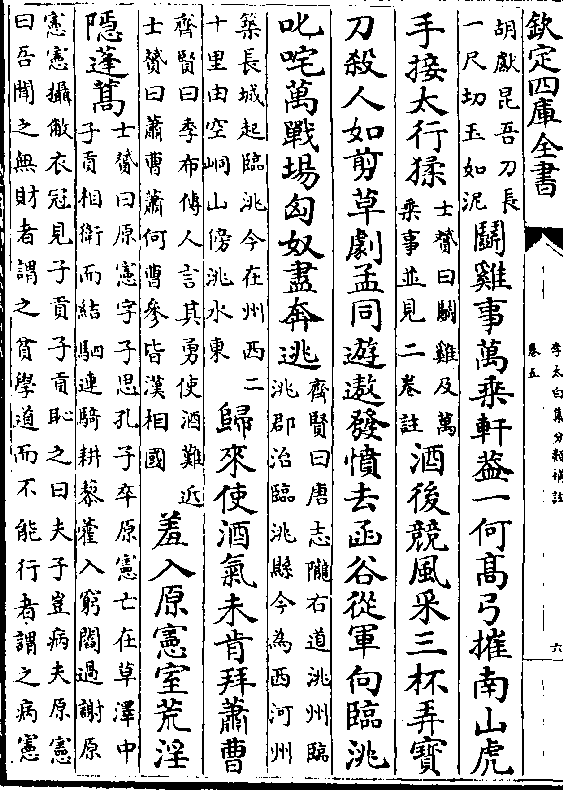 欽定四庫全書
李太白集分類補註
卷五
六
胡獻昆吾刀長
一尺切玉如泥
鬭雞事萬乗軒葢一何髙弓摧南山虎
手接太行猱
士贇曰鬭雞及萬
乗事並見二卷註
酒後競風采三杯弄寳
刀殺人如剪草劇孟同遊遨發憤去函谷從軍向臨洮
叱咤萬戰場匈奴盡奔逃
齊賢曰唐志隴右道洮州臨
洮郡治臨洮縣今為西河州
築長城起臨洮今在州西二
十里由空峒山傍洮水東
歸來使酒氣未肯拜蕭曹
齊賢曰季布傳人言其勇使酒難近
士贇曰蕭曹蕭何曹參皆漢相國
羞入原憲室荒淫
隠蓬蒿
士贇曰原憲字子思孔子卒原憲亡在草澤中
子貢相衛而結駟連騎耕藜藿入窮閻過謝原
憲憲攝敝衣冠見子貢子貢恥之曰夫子豈病夫原憲
曰吾聞之無財者謂之貧學道而不能行者謂之病憲